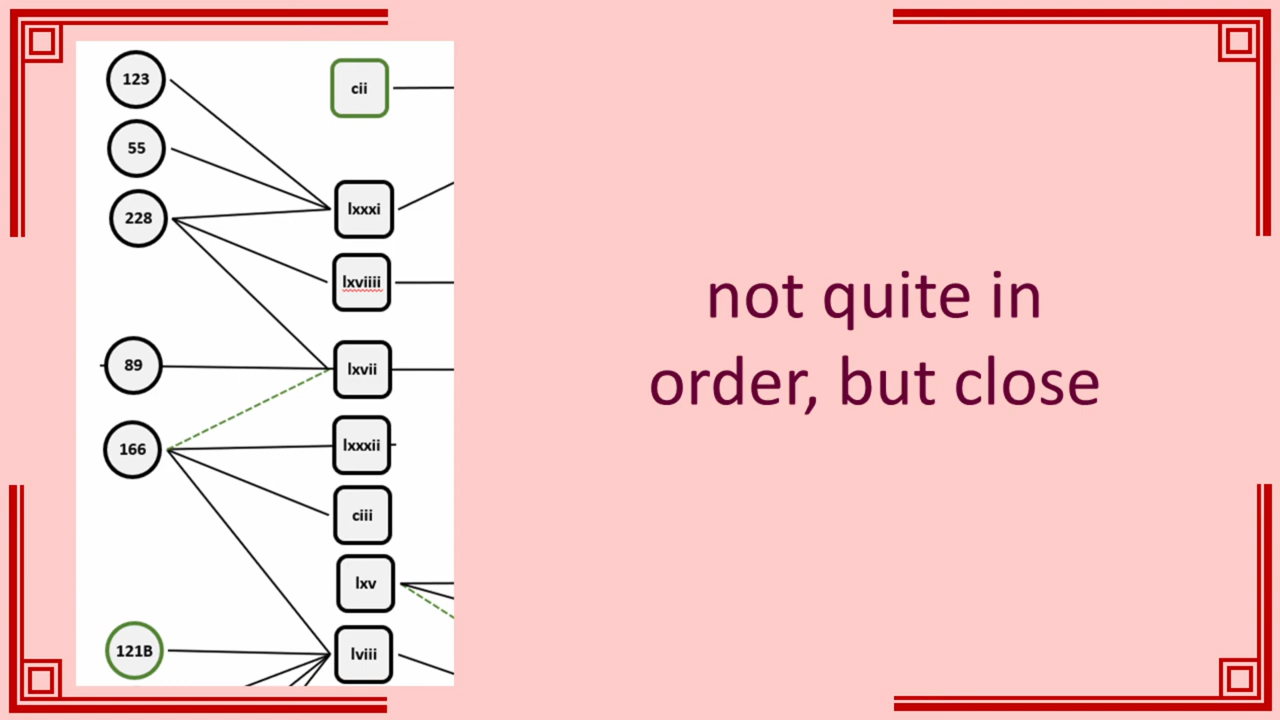 123
cii
55
lxxxi
228
lxviiii
89
lxvii
166
lxxxii
ciii
lxv
121B
lviii
not quite in
order, but close